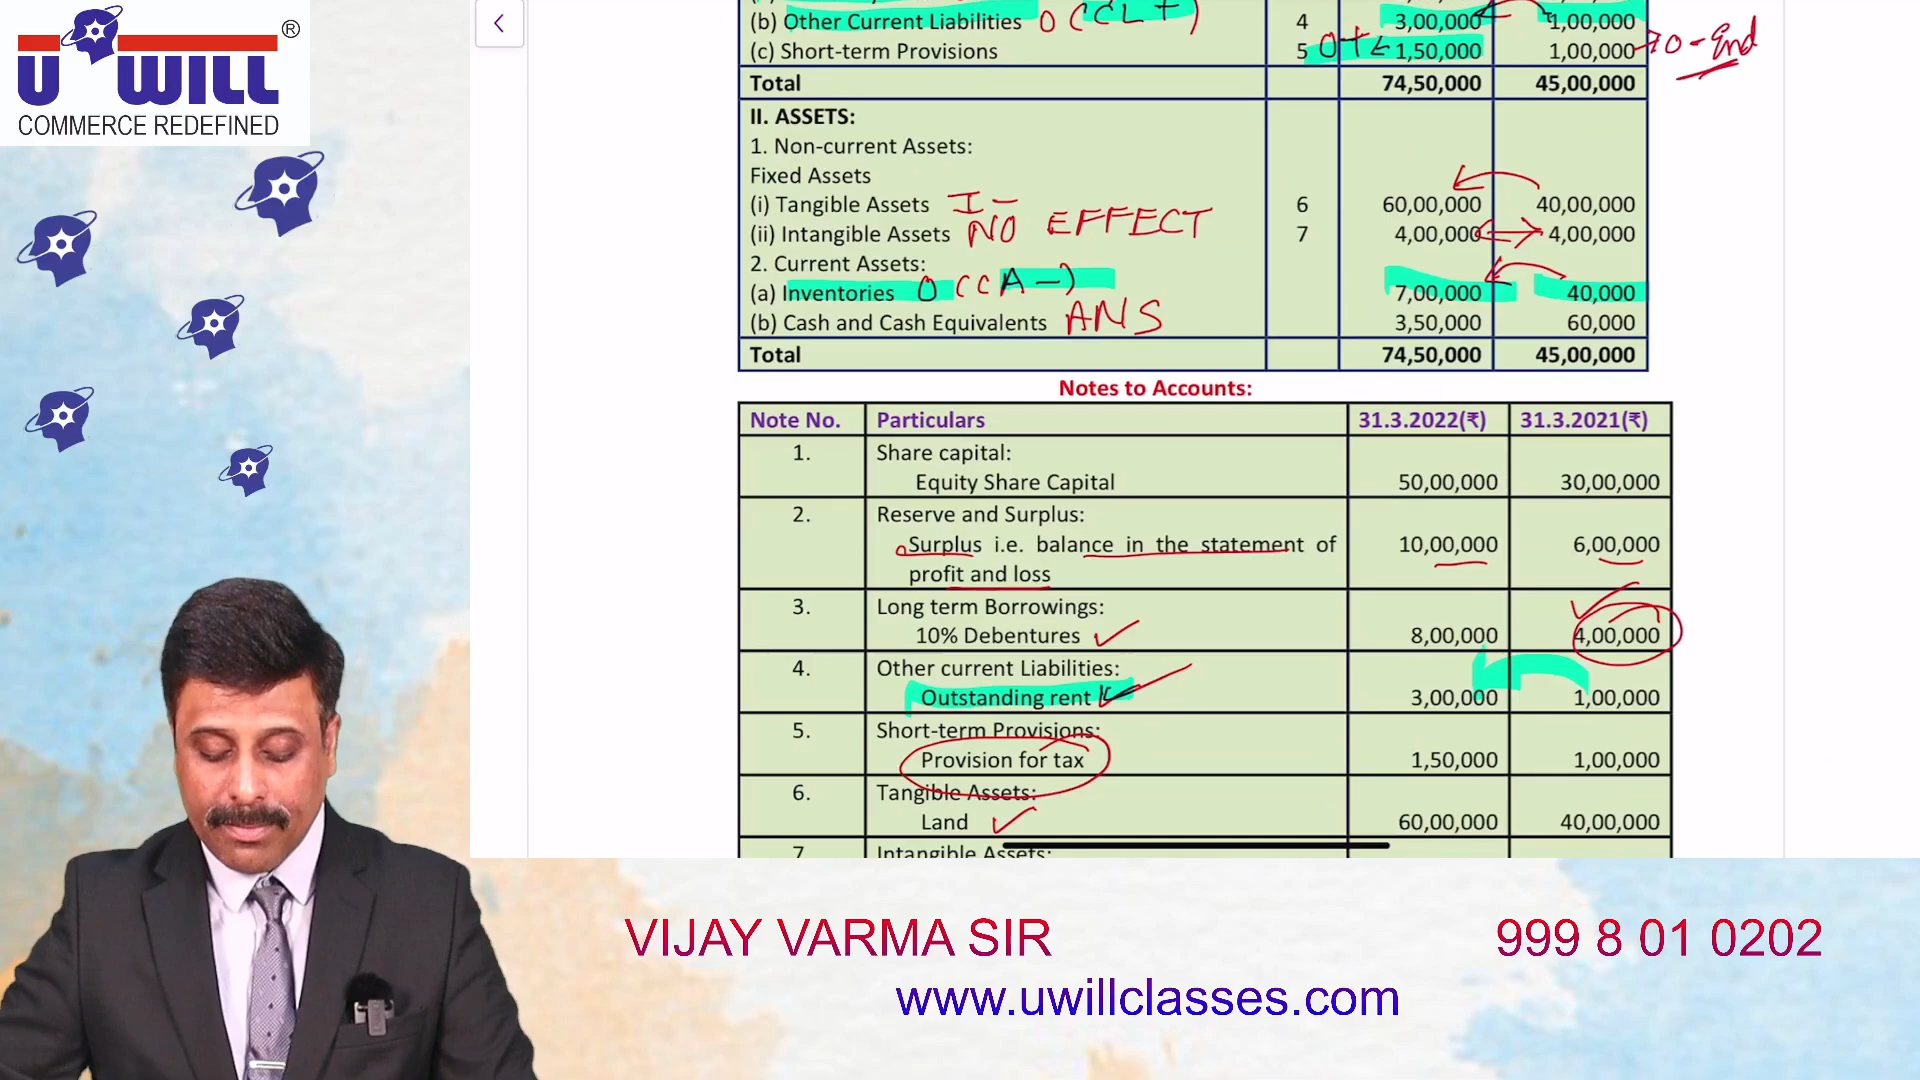 U WILL ®
COMMERCE REDEFINED
(b) Other Current Liabilities O (CL+) 4 3,00,000 1,00,000
(c) Short-term Provisions 5 O+ 1,50,000 1,00,000 → O - End
Total 74,50,000 45,00,000
II. ASSETS:
1. Non-current Assets:
Fixed Assets
(i) Tangible Assets I - 6 60,00,000 40,00,000
(ii) Intangible Assets NO EFFECT 7 4,00,000 4,00,000
2. Current Assets:
(a) Inventories O (CA-) 7,00,000 40,000
(b) Cash and Cash Equivalents ANS 3,50,000 60,000
Total 74,50,000 45,00,000
Notes to Accounts:
Note No. Particulars 31.3.2022(₹) 31.3.2021(₹)
1. Share capital:
Equity Share Capital 50,00,000 30,00,000
2. Reserve and Surplus:
Surplus i.e. balance in the statement of 10,00,000 6,00,000
profit and loss
3. Long term Borrowings:
10% Debentures 8,00,000 4,00,000
4. Other current Liabilities:
Outstanding rent 3,00,000 1,00,000
5. Short-term Provisions:
Provision for tax 1,50,000 1,00,000
6. Tangible Assets:
Land 60,00,000 40,00,000
7. Intangible Assets:
VIJAY VARMA SIR 999 8 01 0202
www.uwillclasses.com